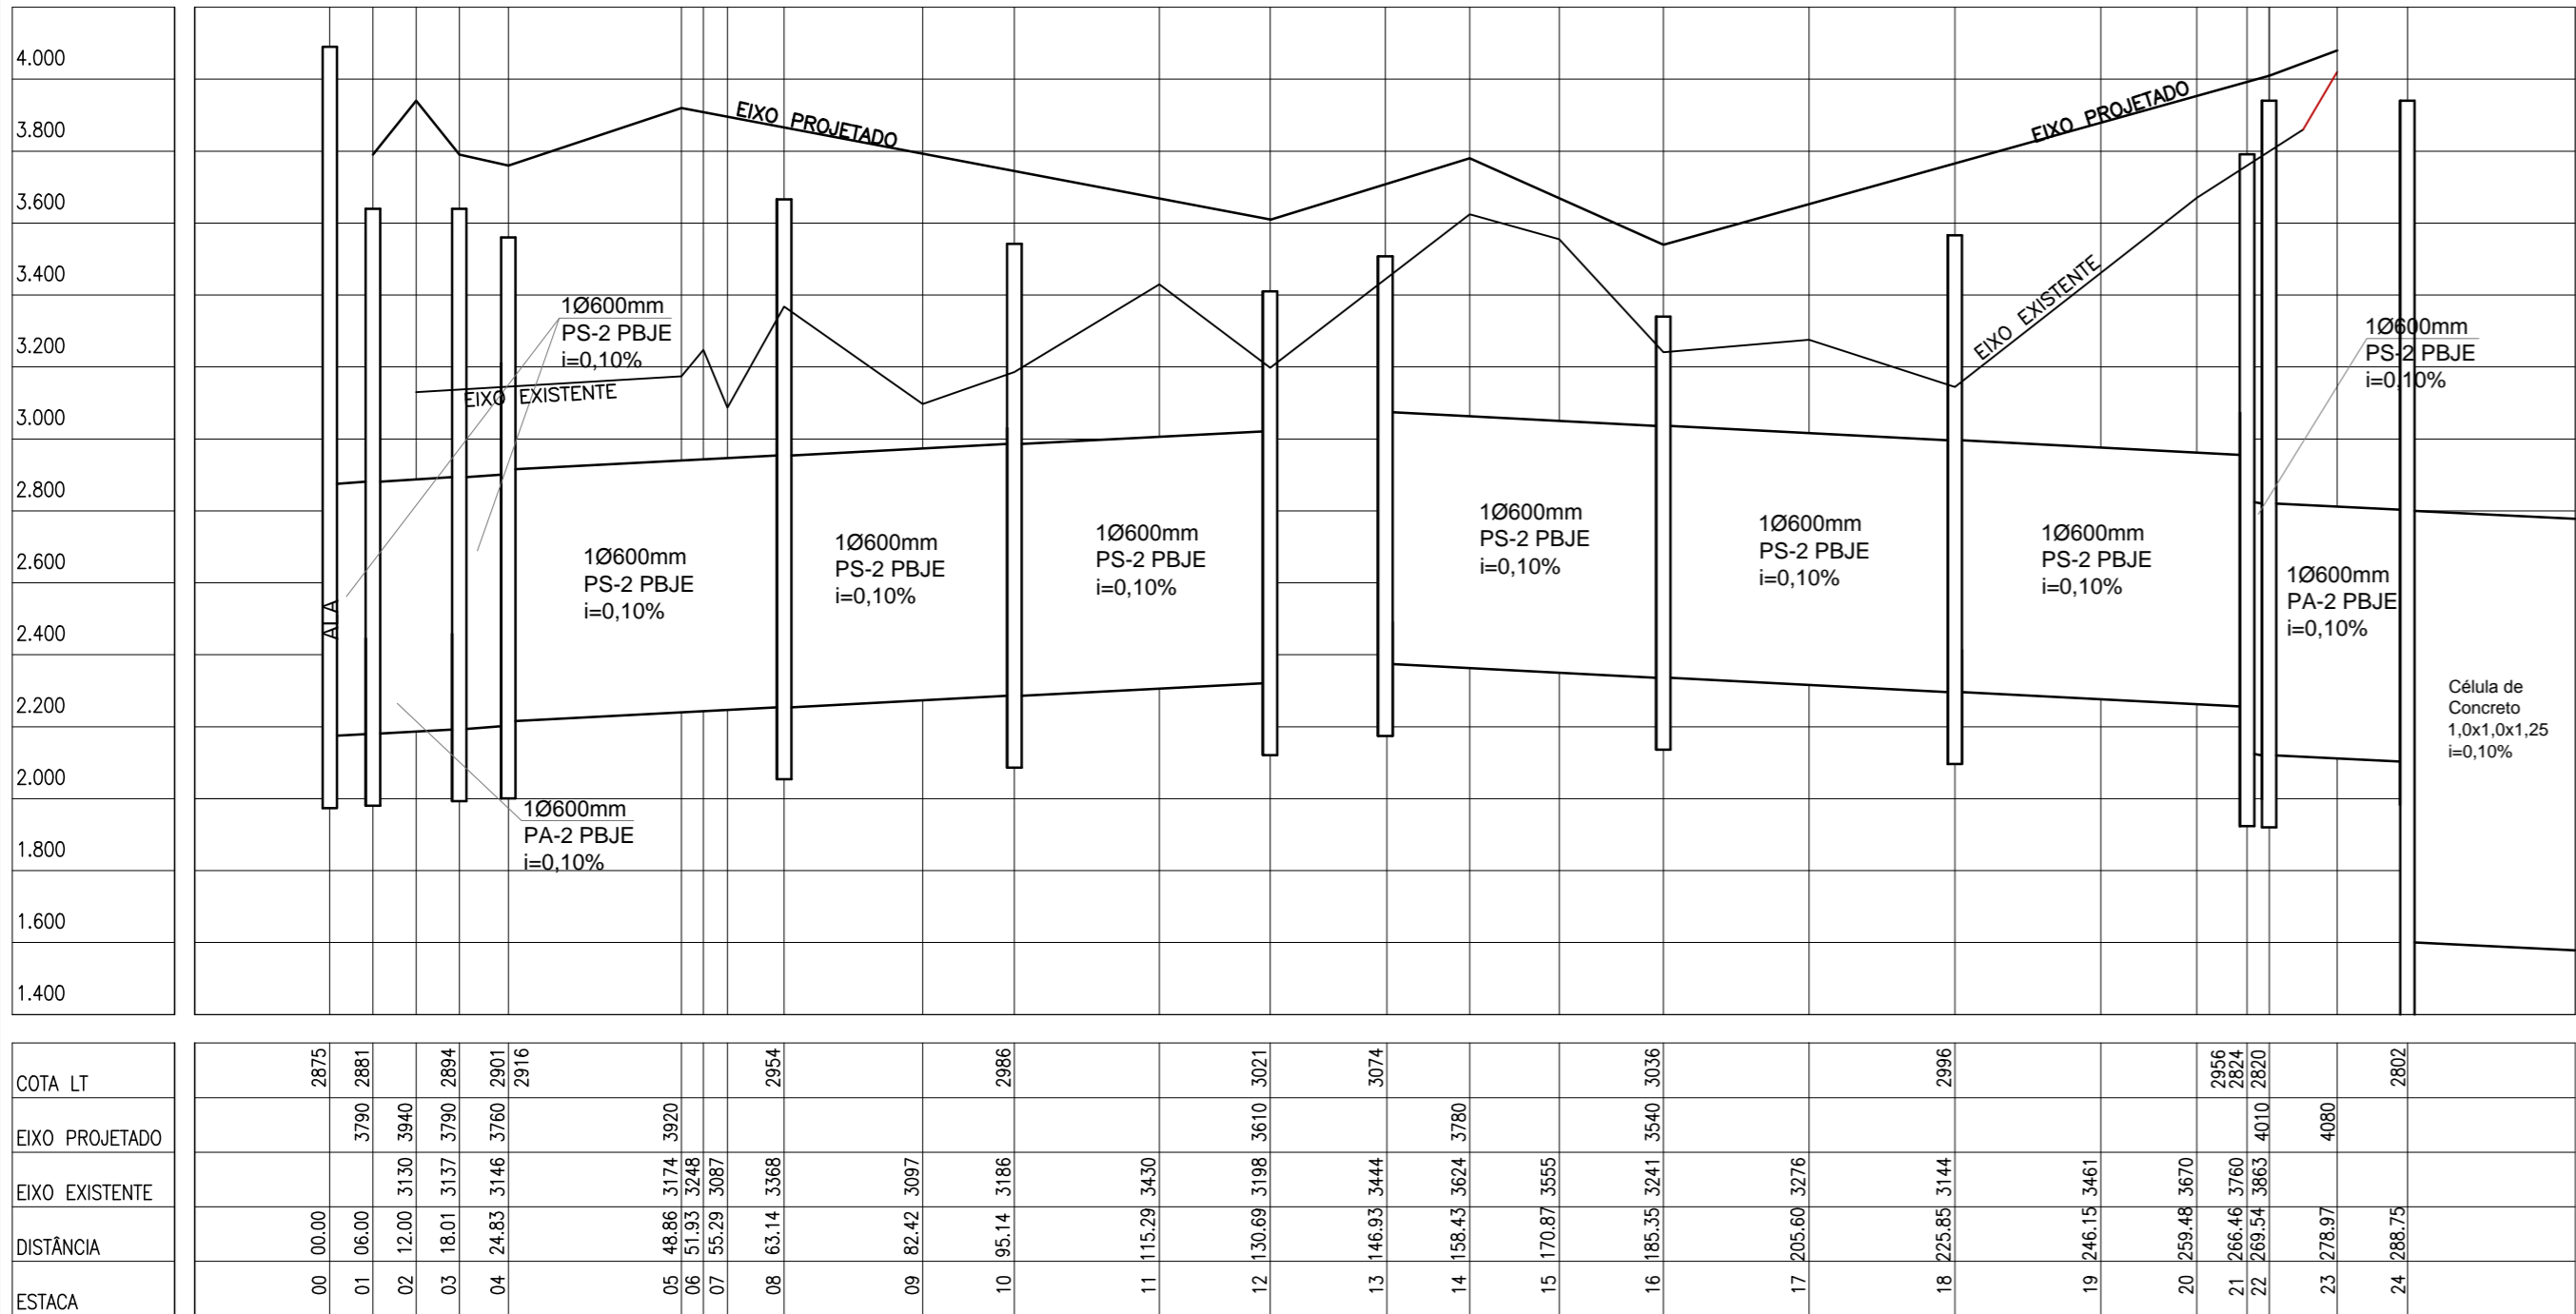 4.000
3.800
3.600
3.400
3.200
3.000
2.800
2.600
2.400
2.200
2.000
1.800
1.600
1.400
EIXO PROJETADO
EIXO PROJETADO
EIXO EXISTENTE
EIXO EXISTENTE
ALA
1Ø600mm
PS-2 PBJE
i=0,10%
1Ø600mm
PA-2 PBJE
i=0,10%
1Ø600mm
PS-2 PBJE
i=0,10%
1Ø600mm
PS-2 PBJE
i=0,10%
1Ø600mm
PS-2 PBJE
i=0,10%
1Ø600mm
PS-2 PBJE
i=0,10%
1Ø600mm
PS-2 PBJE
i=0,10%
1Ø600mm
PS-2 PBJE
i=0,10%
1Ø600mm
PS-2 PBJE
i=0,10%
1Ø600mm
PA-2 PBJE
i=0,10%
Célula de
Concreto
1,0x1,0x1,25
i=0,10%
COTA LT 2875 2881 2894 2901 2916 2954 2986 3021 3074 3036 2996 2956 2824 2820 2802
EIXO PROJETADO 3790 3940 3790 3760 3920 3610 3780 3540 4010 4080
EIXO EXISTENTE 3130 3137 3146 3174 3248 3087 3368 3097 3186 3430 3198 3444 3624 3555 3241 3276 3144 3461 3670 3760 3863
DISTÂNCIA 00.00 06.00 12.00 18.01 24.83 48.86 51.93 55.29 63.14 82.42 95.14 115.29 130.69 146.93 158.43 170.87 185.35 205.60 225.85 246.15 259.48 266.46 269.54 278.97 288.75
ESTACA 00 01 02 03 04 05 06 07 08 09 10 11 12 13 14 15 16 17 18 19 20 21 22 23 24